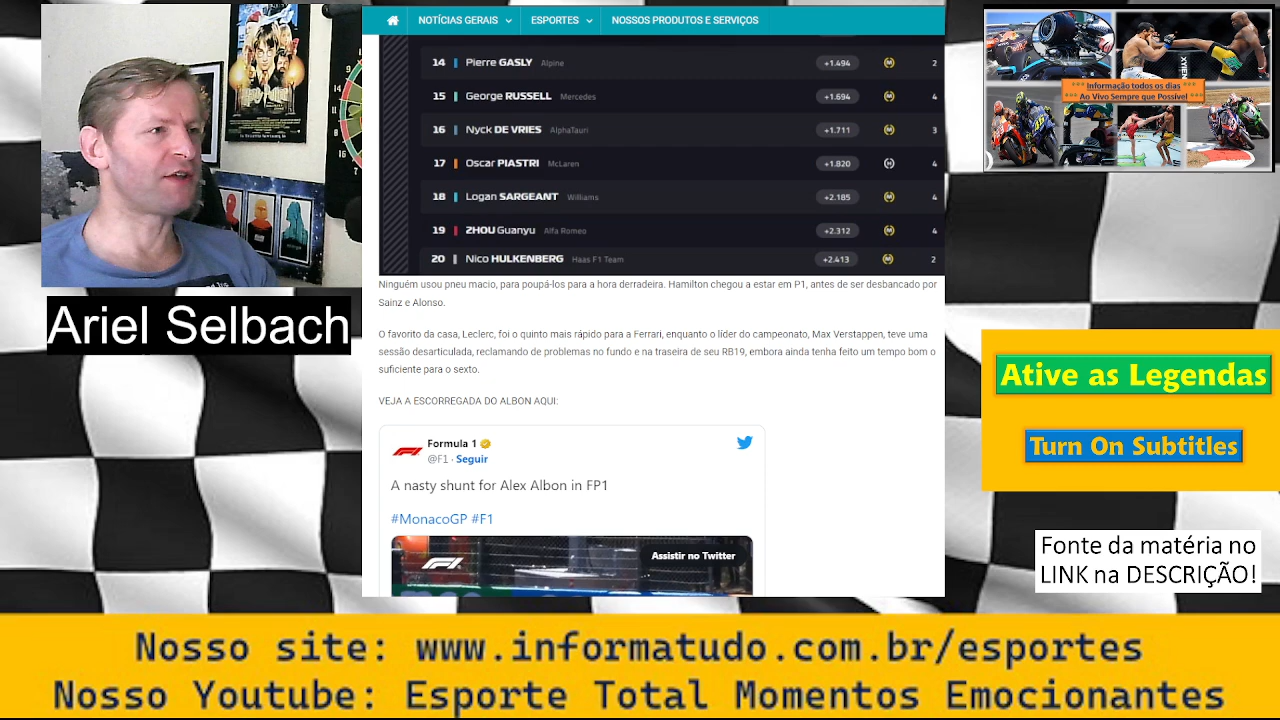 NOTÍCIAS GERAIS ESPORTES NOSSOS PRODUTOS E SERVIÇOS
14 Pierre GASLY Alpine +1.494 M 2
15 George RUSSELL Mercedes +1.694 M 4
16 Nyck DE VRIES AlphaTauri +1.711 M 3
17 Oscar PIASTRI McLaren +1.820 H 4
18 Logan SARGEANT Williams +2.185 M 4
19 ZHOU Guanyu Alfa Romeo +2.312 M 4
20 Nico HULKENBERG Haas F1 Team +2.413 M 2
Ninguém usou pneu macio, para poupá-los para a hora derradeira. Hamilton chegou a estar em P1, antes de ser desbancado por
Sainz e Alonso.
O favorito da casa, Leclerc, foi o quinto mais rápido para a Ferrari, enquanto o líder do campeonato, Max Verstappen, teve uma
sessão desarticulada, reclamando de problemas no fundo e na traseira de seu RB19, embora ainda tenha feito um tempo bom o
suficiente para o sexto.
VEJA A ESCORREGADA DO ALBON AQUI:
Formula 1
@F1 · Seguir
A nasty shunt for Alex Albon in FP1
#MonacoGP #F1
Assistir no Twitter
Ariel Selbach
*** Informação todos os dias ***
*** Ao Vivo Sempre que Possível ***
Ative as Legendas
Turn On Subtitles
Fonte da matéria no
LINK na DESCRIÇÃO!
Nosso site: www.informatudo.com.br/esportes
Nosso Youtube: Esporte Total Momentos Emocionantes